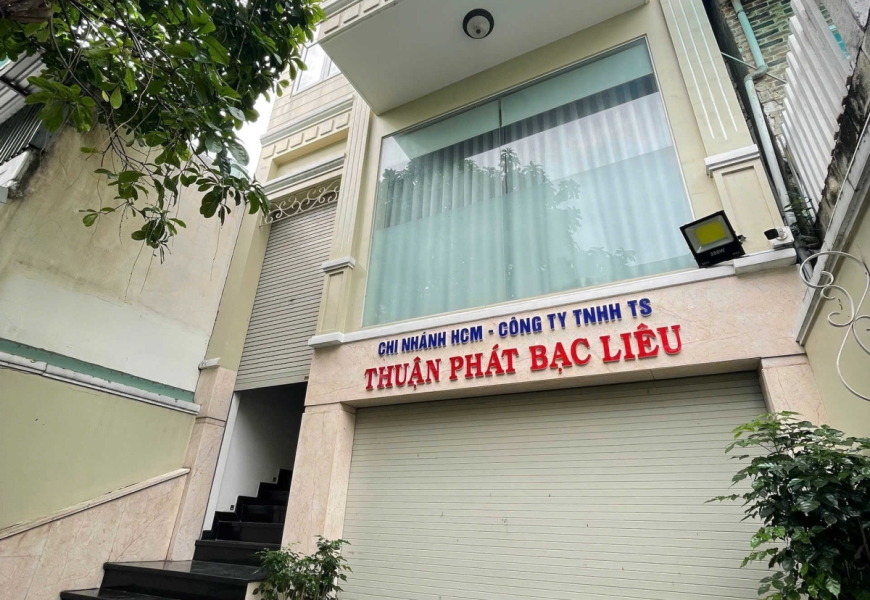 CHI NHÁNH HCM - CÔNG TY TNHH TS
THUẬN PHÁT BẠC LIÊU